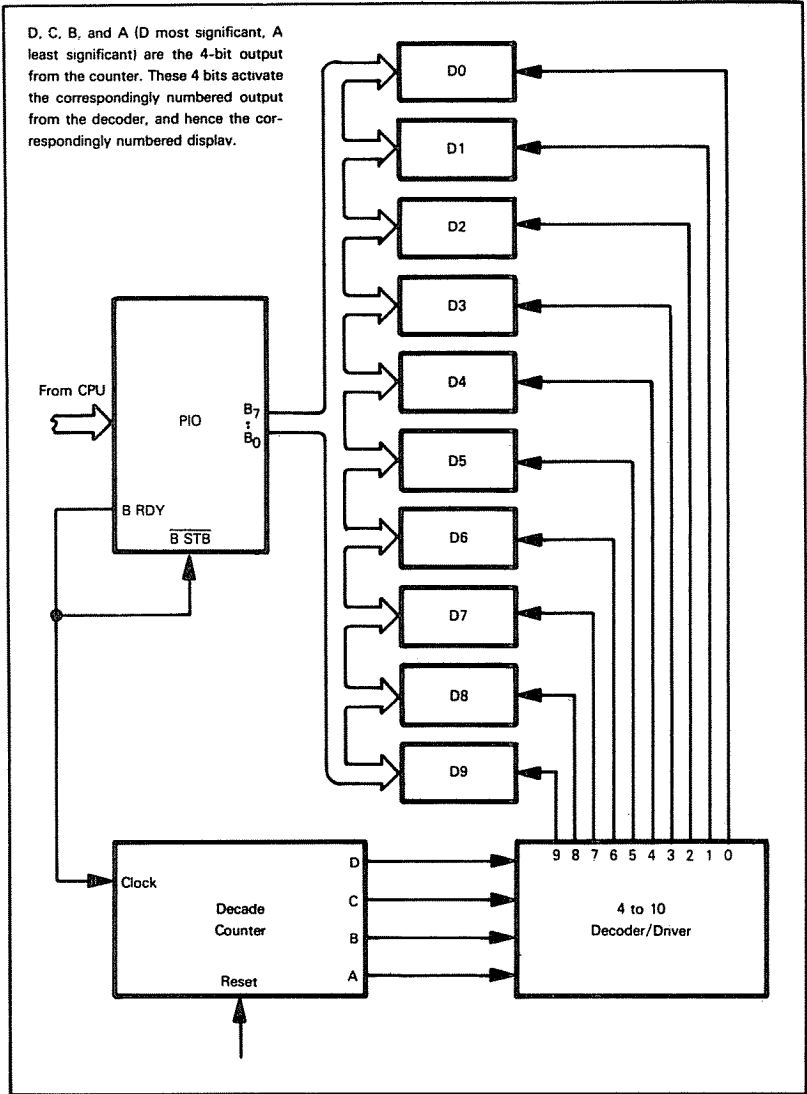 D, C, B, and A (D most significant, A
least significant) are the 4-bit output
from the counter. These 4 bits activate
the correspondingly numbered output
from the decoder, and hence the cor-
respondingly numbered display.
D0
D1
D2
D3
D4
D5
D6
D7
D8
D9
From CPU
PIO
B7
:
B0
B RDY
B STB
9 8 7 6 5 4 3 2 1 0
Clock
Decade
Counter
Reset
D
C
B
A
4 to 10
Decoder/Driver